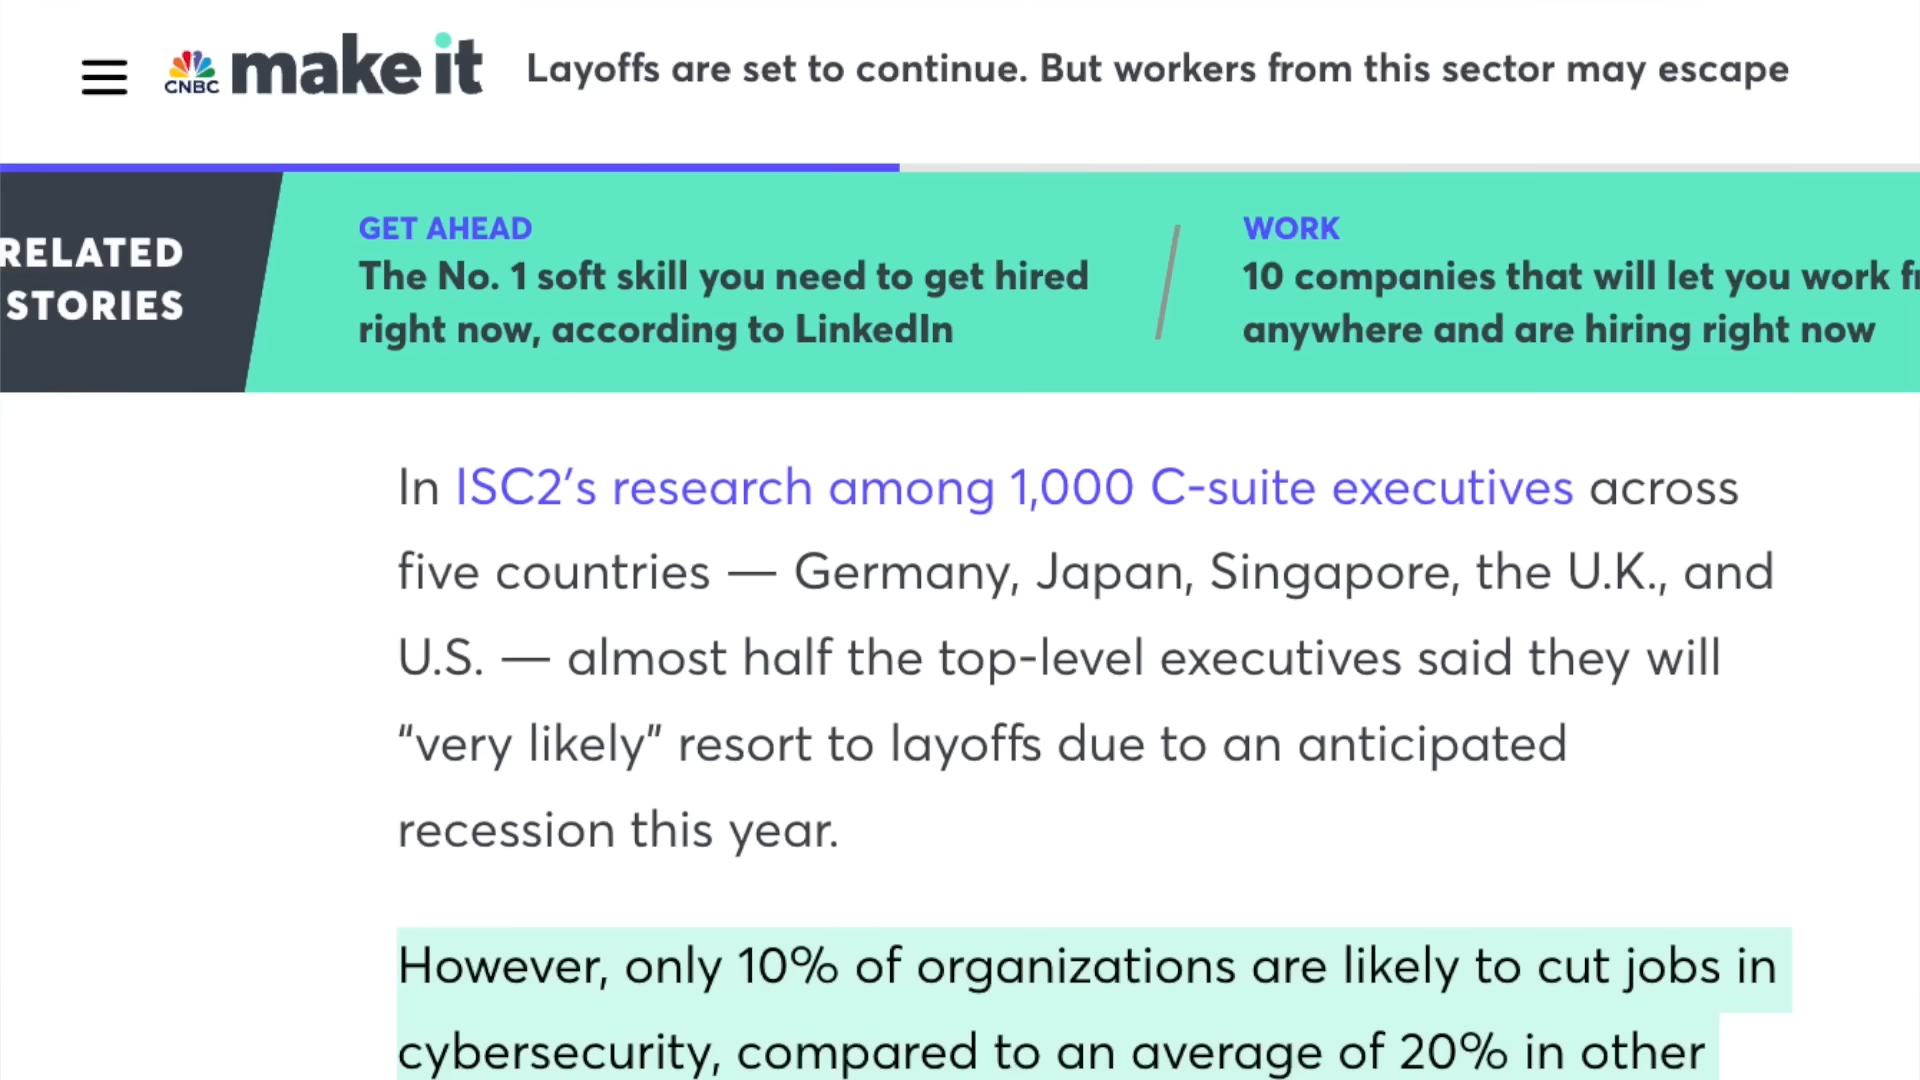 CNBC make it Layoffs are set to continue. But workers from this sector may escape
RELATED
STORIES
GET AHEAD
The No. 1 soft skill you need to get hired
right now, according to LinkedIn
WORK
10 companies that will let you work fr
anywhere and are hiring right now
In ISC2's research among 1,000 C-suite executives across
five countries — Germany, Japan, Singapore, the U.K., and
U.S. — almost half the top-level executives said they will
“very likely” resort to layoffs due to an anticipated
recession this year.
However, only 10% of organizations are likely to cut jobs in
cybersecurity, compared to an average of 20% in other